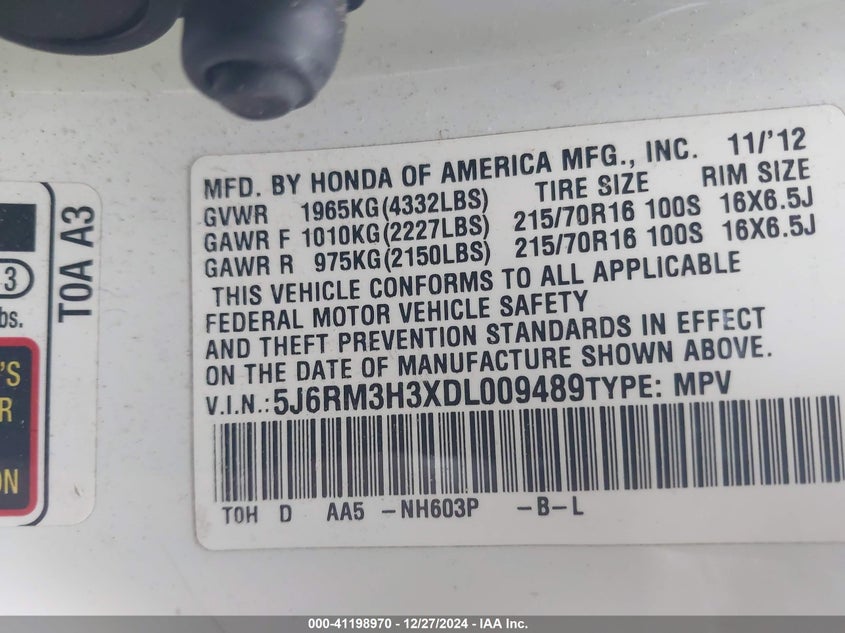 MFD. BY HONDA OF AMERICA MFG., INC. 11/'12
GVWR 1965KG(4332LBS) TIRE SIZE RIM SIZE
GAWR F 1010KG(2227LBS) 215/70R16 100S 16X6.5J
GAWR R 975KG(2150LBS) 215/70R16 100S 16X6.5J
THIS VEHICLE CONFORMS TO ALL APPLICABLE
FEDERAL MOTOR VEHICLE SAFETY
AND THEFT PREVENTION STANDARDS IN EFFECT
ON THE DATE OF MANUFACTURE SHOWN ABOVE.
V.I.N.:5J6RM3H3XDL009489TYPE: MPV
T0H D AA5 -NH603P -B-L
T0A A3
3
bs.
'S
R
ON
000-41198970 - 12/27/2024 - IAA Inc.